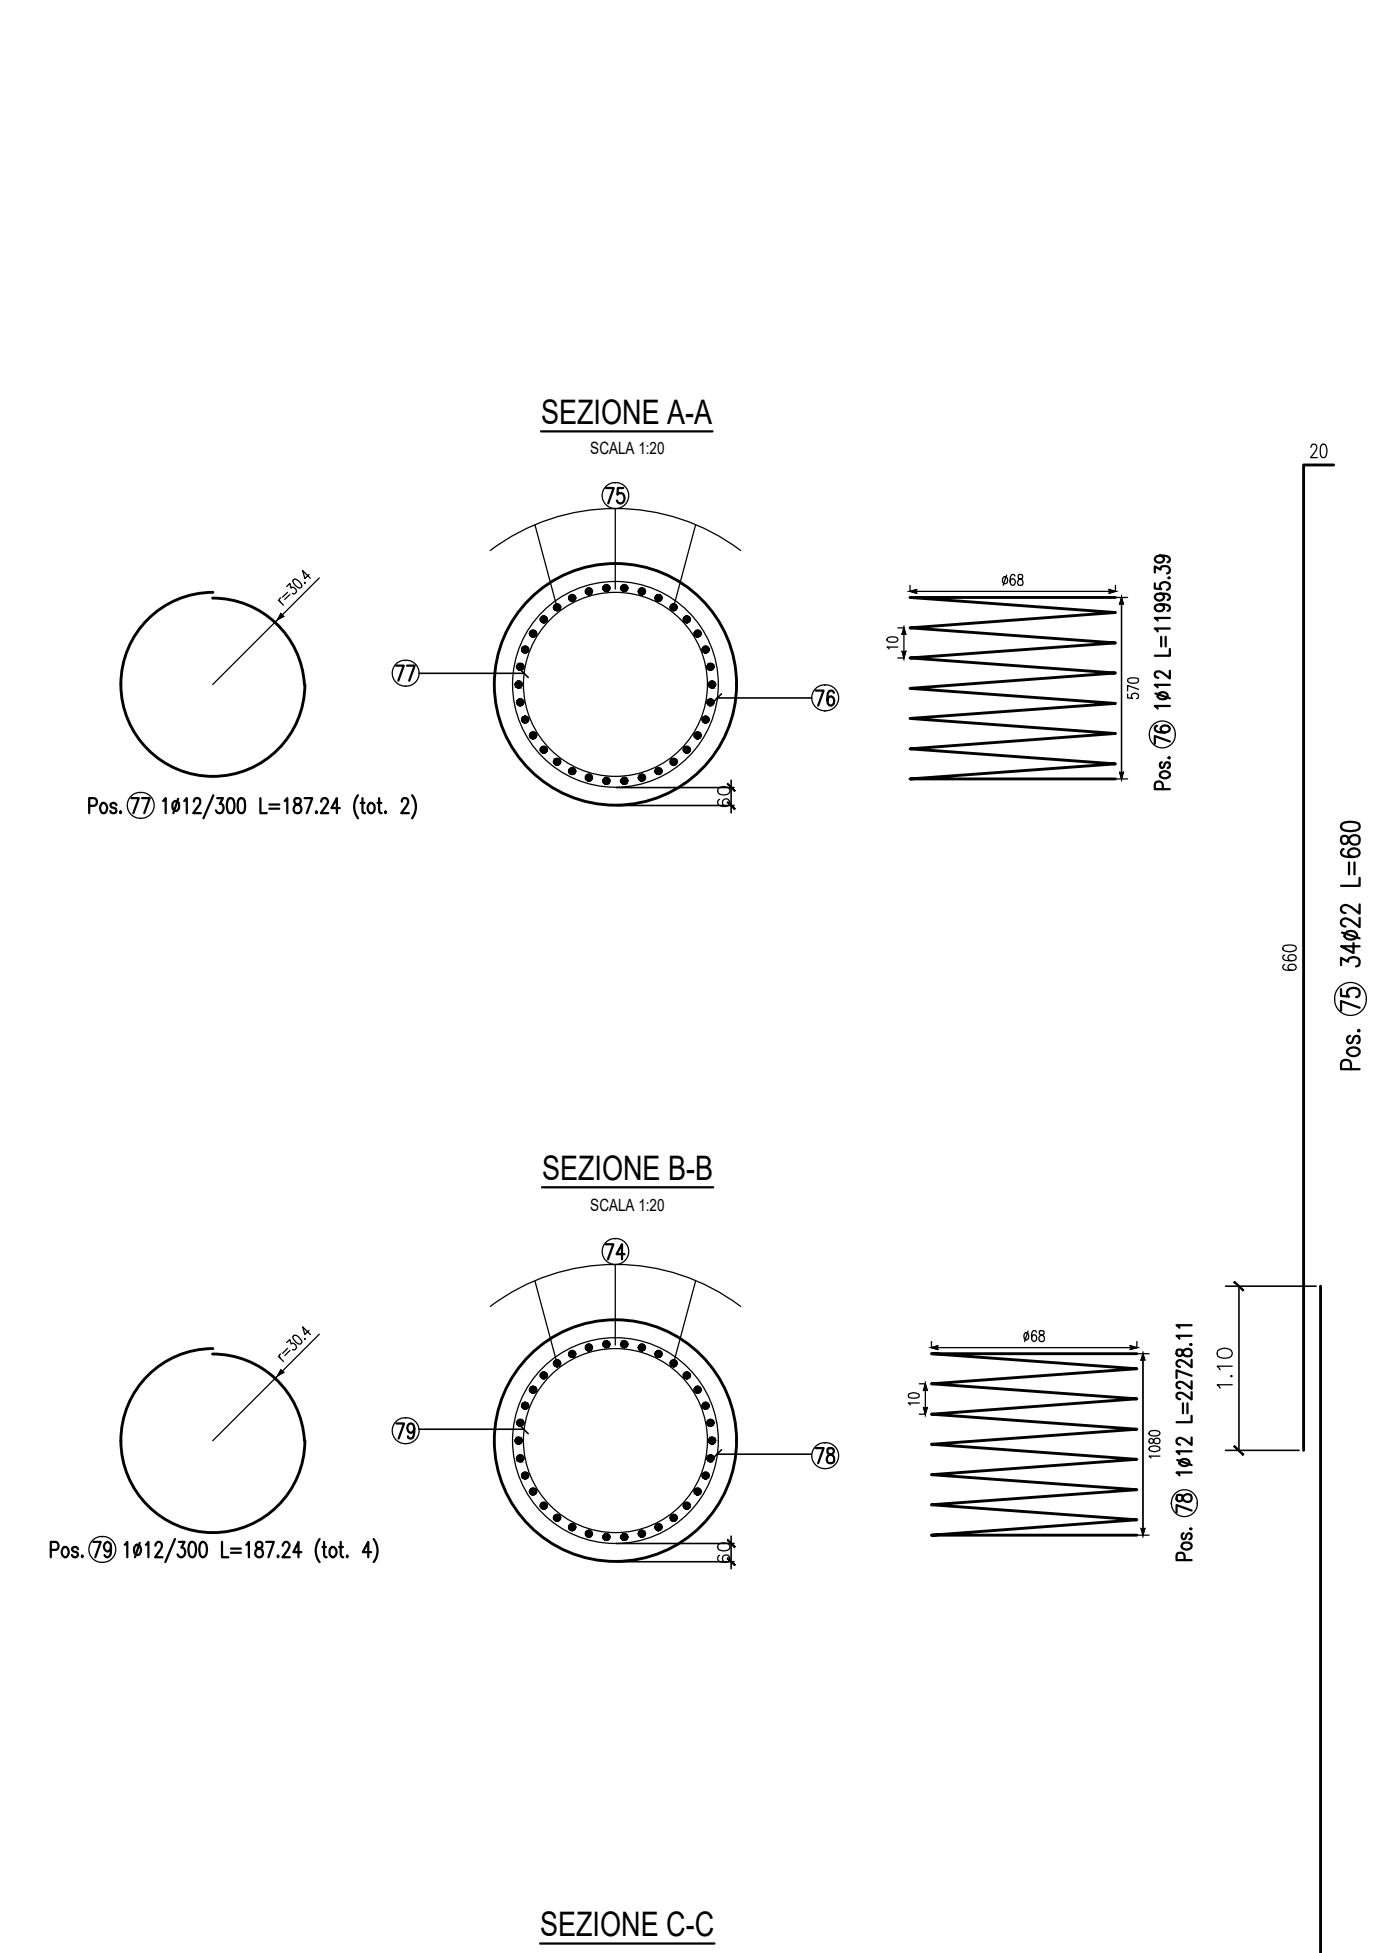 SEZIONE A-A
SCALA 1:20
20
75
r=30.4
77
76
Pos. 77 1ø12/300 L=187.24 (tot. 2)
60
ø68
10
570
Pos. 76 1ø12 L=11995.39
660
Pos. 75 34ø22 L=680
SEZIONE B-B
SCALA 1:20
74
r=30.4
79
78
Pos. 79 1ø12/300 L=187.24 (tot. 4)
60
ø68
10
1080
Pos. 78 1ø12 L=22728.11
1.10
SEZIONE C-C